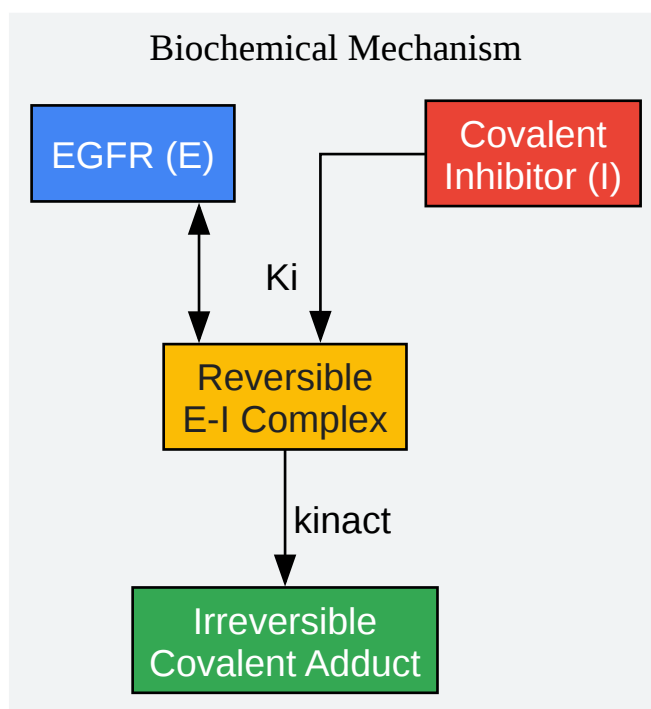 Biochemical Mechanism
EGFR (E)
Covalent
Inhibitor (I)
Ki
Reversible
E-I Complex
kinact
Irreversible
Covalent Adduct